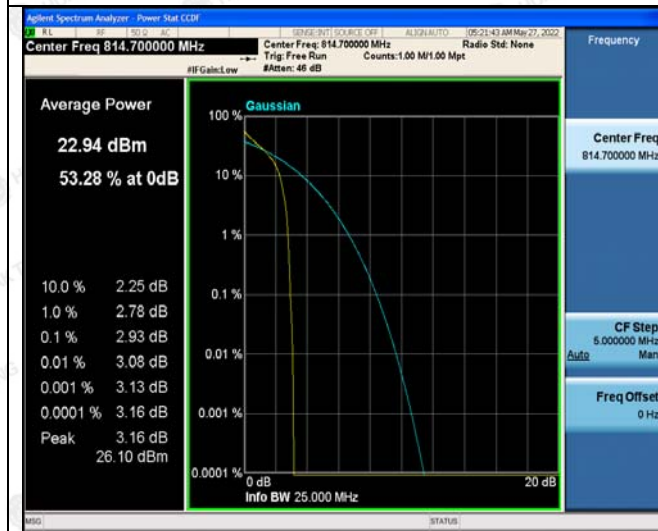 Agilent Spectrum Analyzer - Power Stat CCDF
RL RF 50 Ω AC SENSE:INT SOURCE OFF ALIGN AUTO 05:21:43 AM May 27, 2022
Center Freq 814.700000 MHz
Center Freq: 814.700000 MHz Radio Std: None
Trig: Free Run Counts:1.00 M/1.00 Mpt
#IFGain:Low #Atten: 46 dB
Frequency
Average Power
22.94 dBm
53.28 % at 0dB
10.0 % 2.25 dB
1.0 % 2.78 dB
0.1 % 2.93 dB
0.01 % 3.08 dB
0.001 % 3.13 dB
0.0001 % 3.16 dB
Peak 3.16 dB
26.10 dBm
Gaussian
100 %
10 %
1 %
0.1 %
0.01 %
0.001 %
0.0001 %
0 dB 20 dB
Info BW 25.000 MHz
Center Freq
814.700000 MHz
CF Step
5.000000 MHz
Auto Man
Freq Offset
0 Hz
MSG STATUS